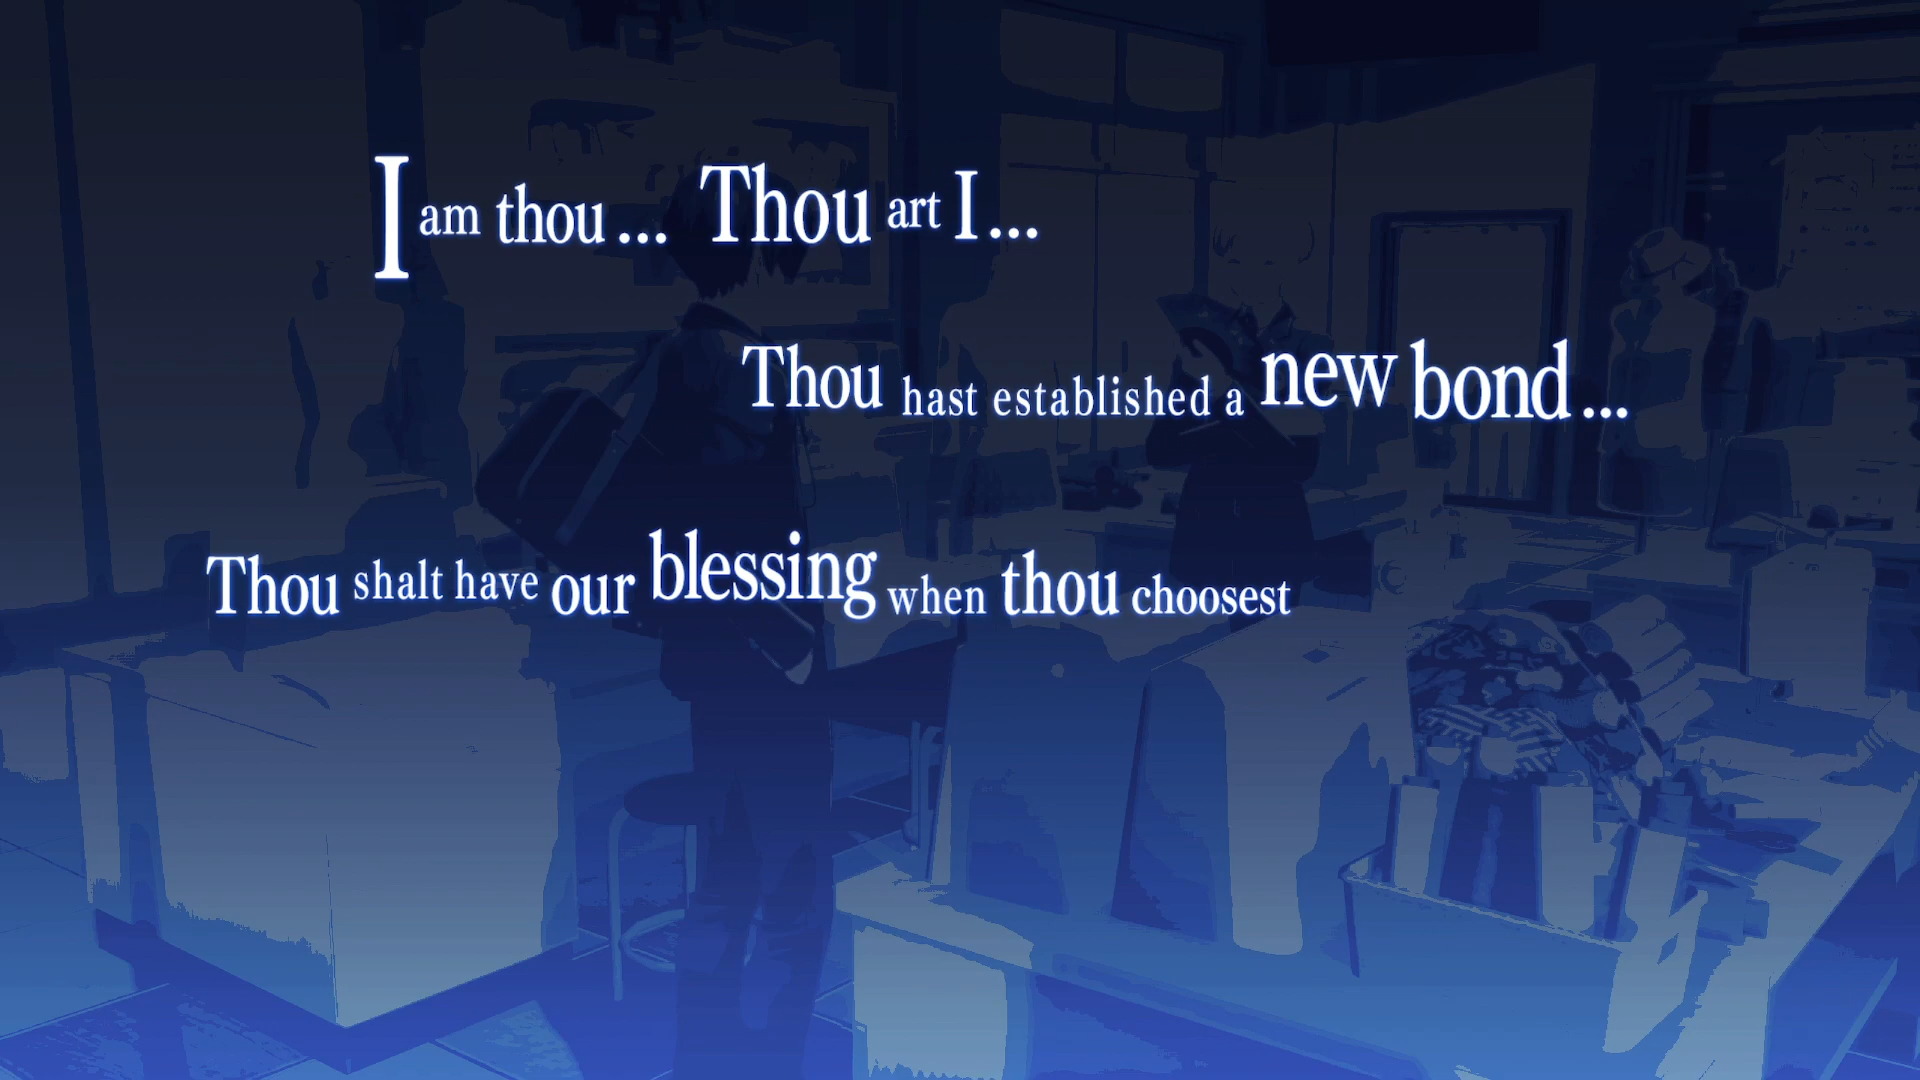 I am thou... Thou art I...
Thou hast established a new bond...
Thou shalt have our blessing when thou choosest